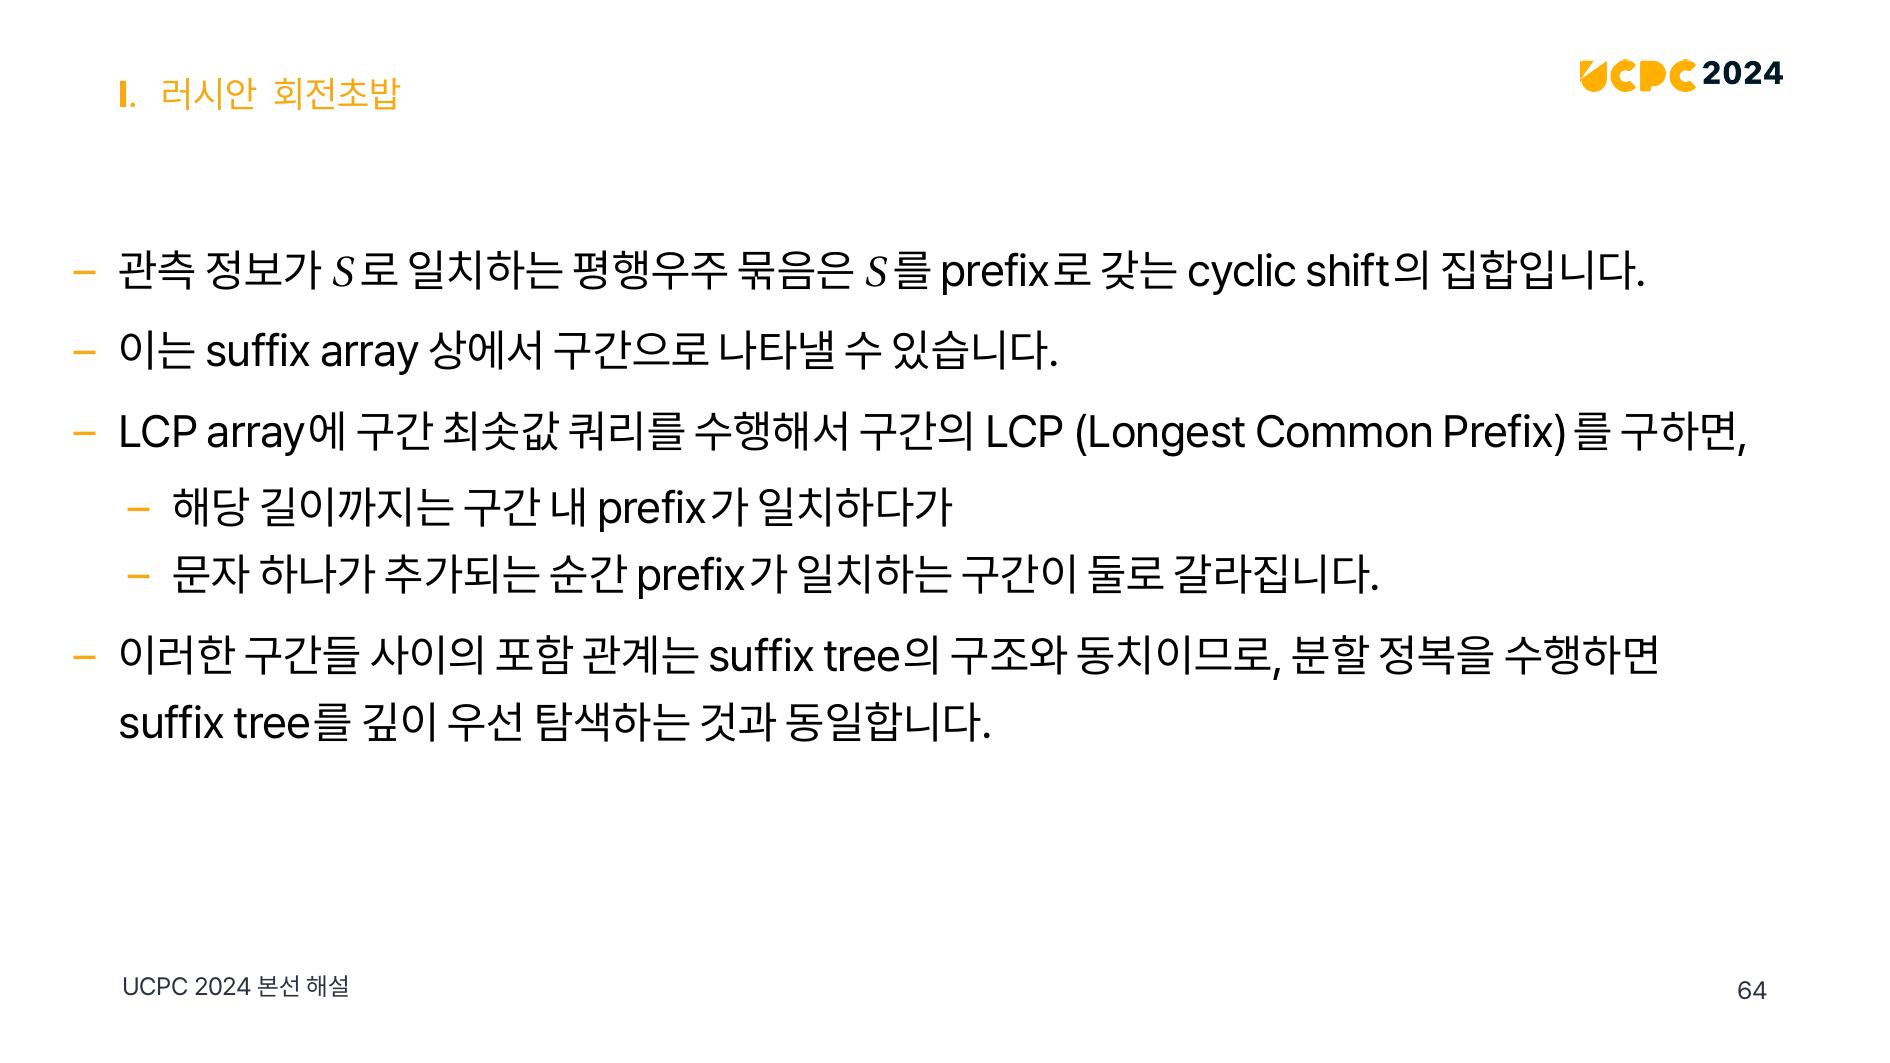 I. 러시안 회전초밥
UCPC 2024
– 관측 정보가 S로 일치하는 평행우주 묶음은 S를 prefix로 갖는 cyclic shift의 집합입니다.
– 이는 suffix array 상에서 구간으로 나타낼 수 있습니다.
– LCP array에 구간 최솟값 쿼리를 수행해서 구간의 LCP (Longest Common Prefix)를 구하면,
– 해당 길이까지는 구간 내 prefix가 일치하다가
– 문자 하나가 추가되는 순간 prefix가 일치하는 구간이 둘로 갈라집니다.
– 이러한 구간들 사이의 포함 관계는 suffix tree의 구조와 동치이므로, 분할 정복을 수행하면
suffix tree를 깊이 우선 탐색하는 것과 동일합니다.
UCPC 2024 본선 해설
64